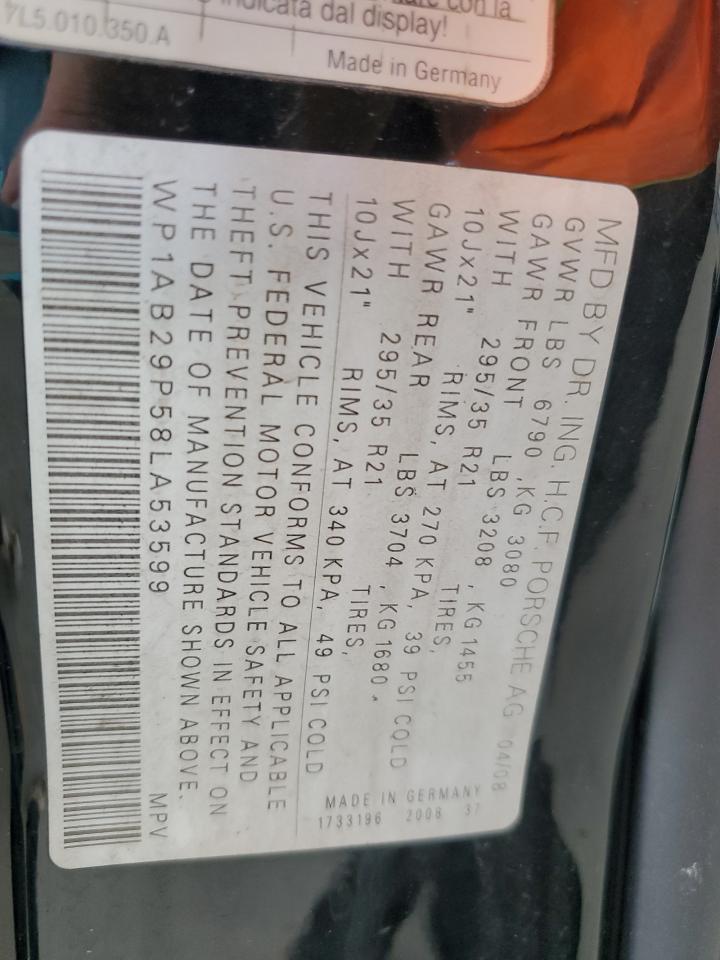 indicata dal display!
7L5.010.350.A
Made in Germany
MFD BY DR. ING. H.C.F. PORSCHE AG 04/08
GVWR LBS 6790 ,KG 3080
GAWR FRONT LBS 3208 , KG 1455
WITH 295/35 R21 TIRES,
10Jx21" RIMS, AT 270 KPA, 39 PSI COLD
GAWR REAR LBS 3704 , KG 1680 ,
WITH 295/35 R21 TIRES,
10Jx21" RIMS, AT 340 KPA, 49 PSI COLD
MADE IN GERMANY
1733196 2008 37
THIS VEHICLE CONFORMS TO ALL APPLICABLE
U.S. FEDERAL MOTOR VEHICLE SAFETY AND
THEFT PREVENTION STANDARDS IN EFFECT ON
THE DATE OF MANUFACTURE SHOWN ABOVE.
WP1AB29P58LA53599 MPV